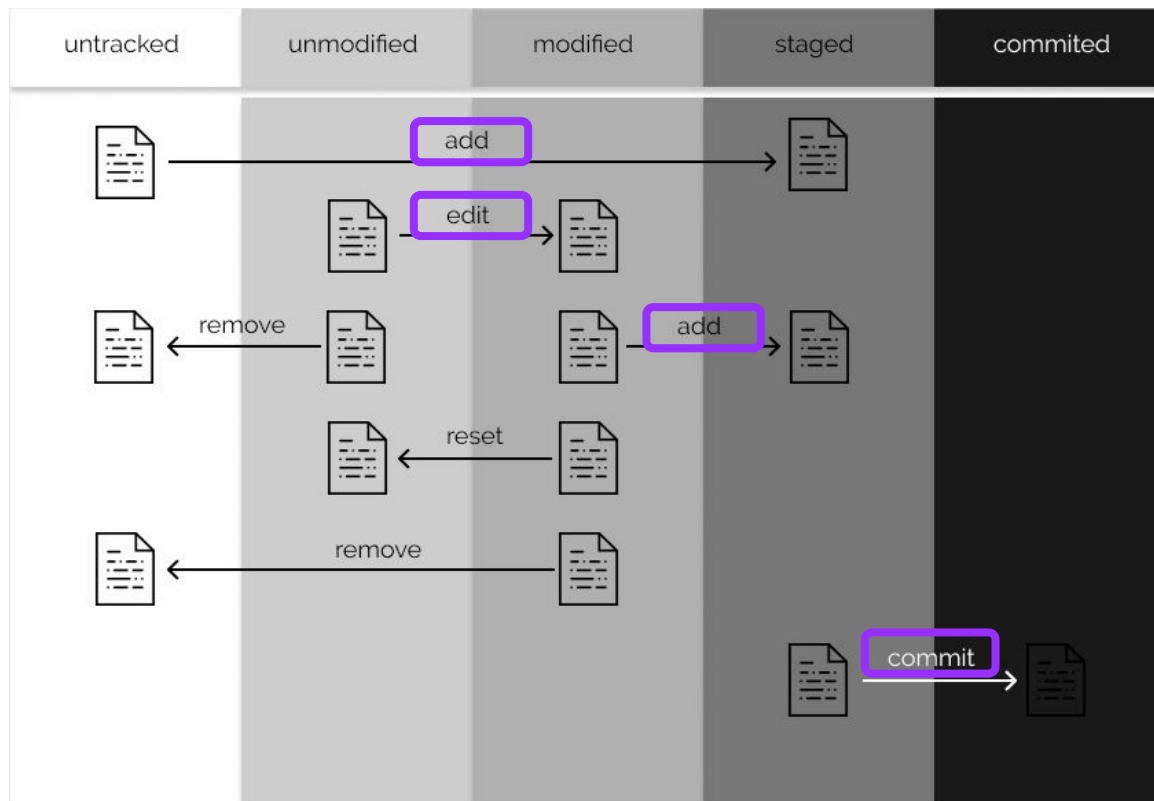 untracked
unmodified
modified
staged
commited
add
edit
remove
add
reset
remove
commit